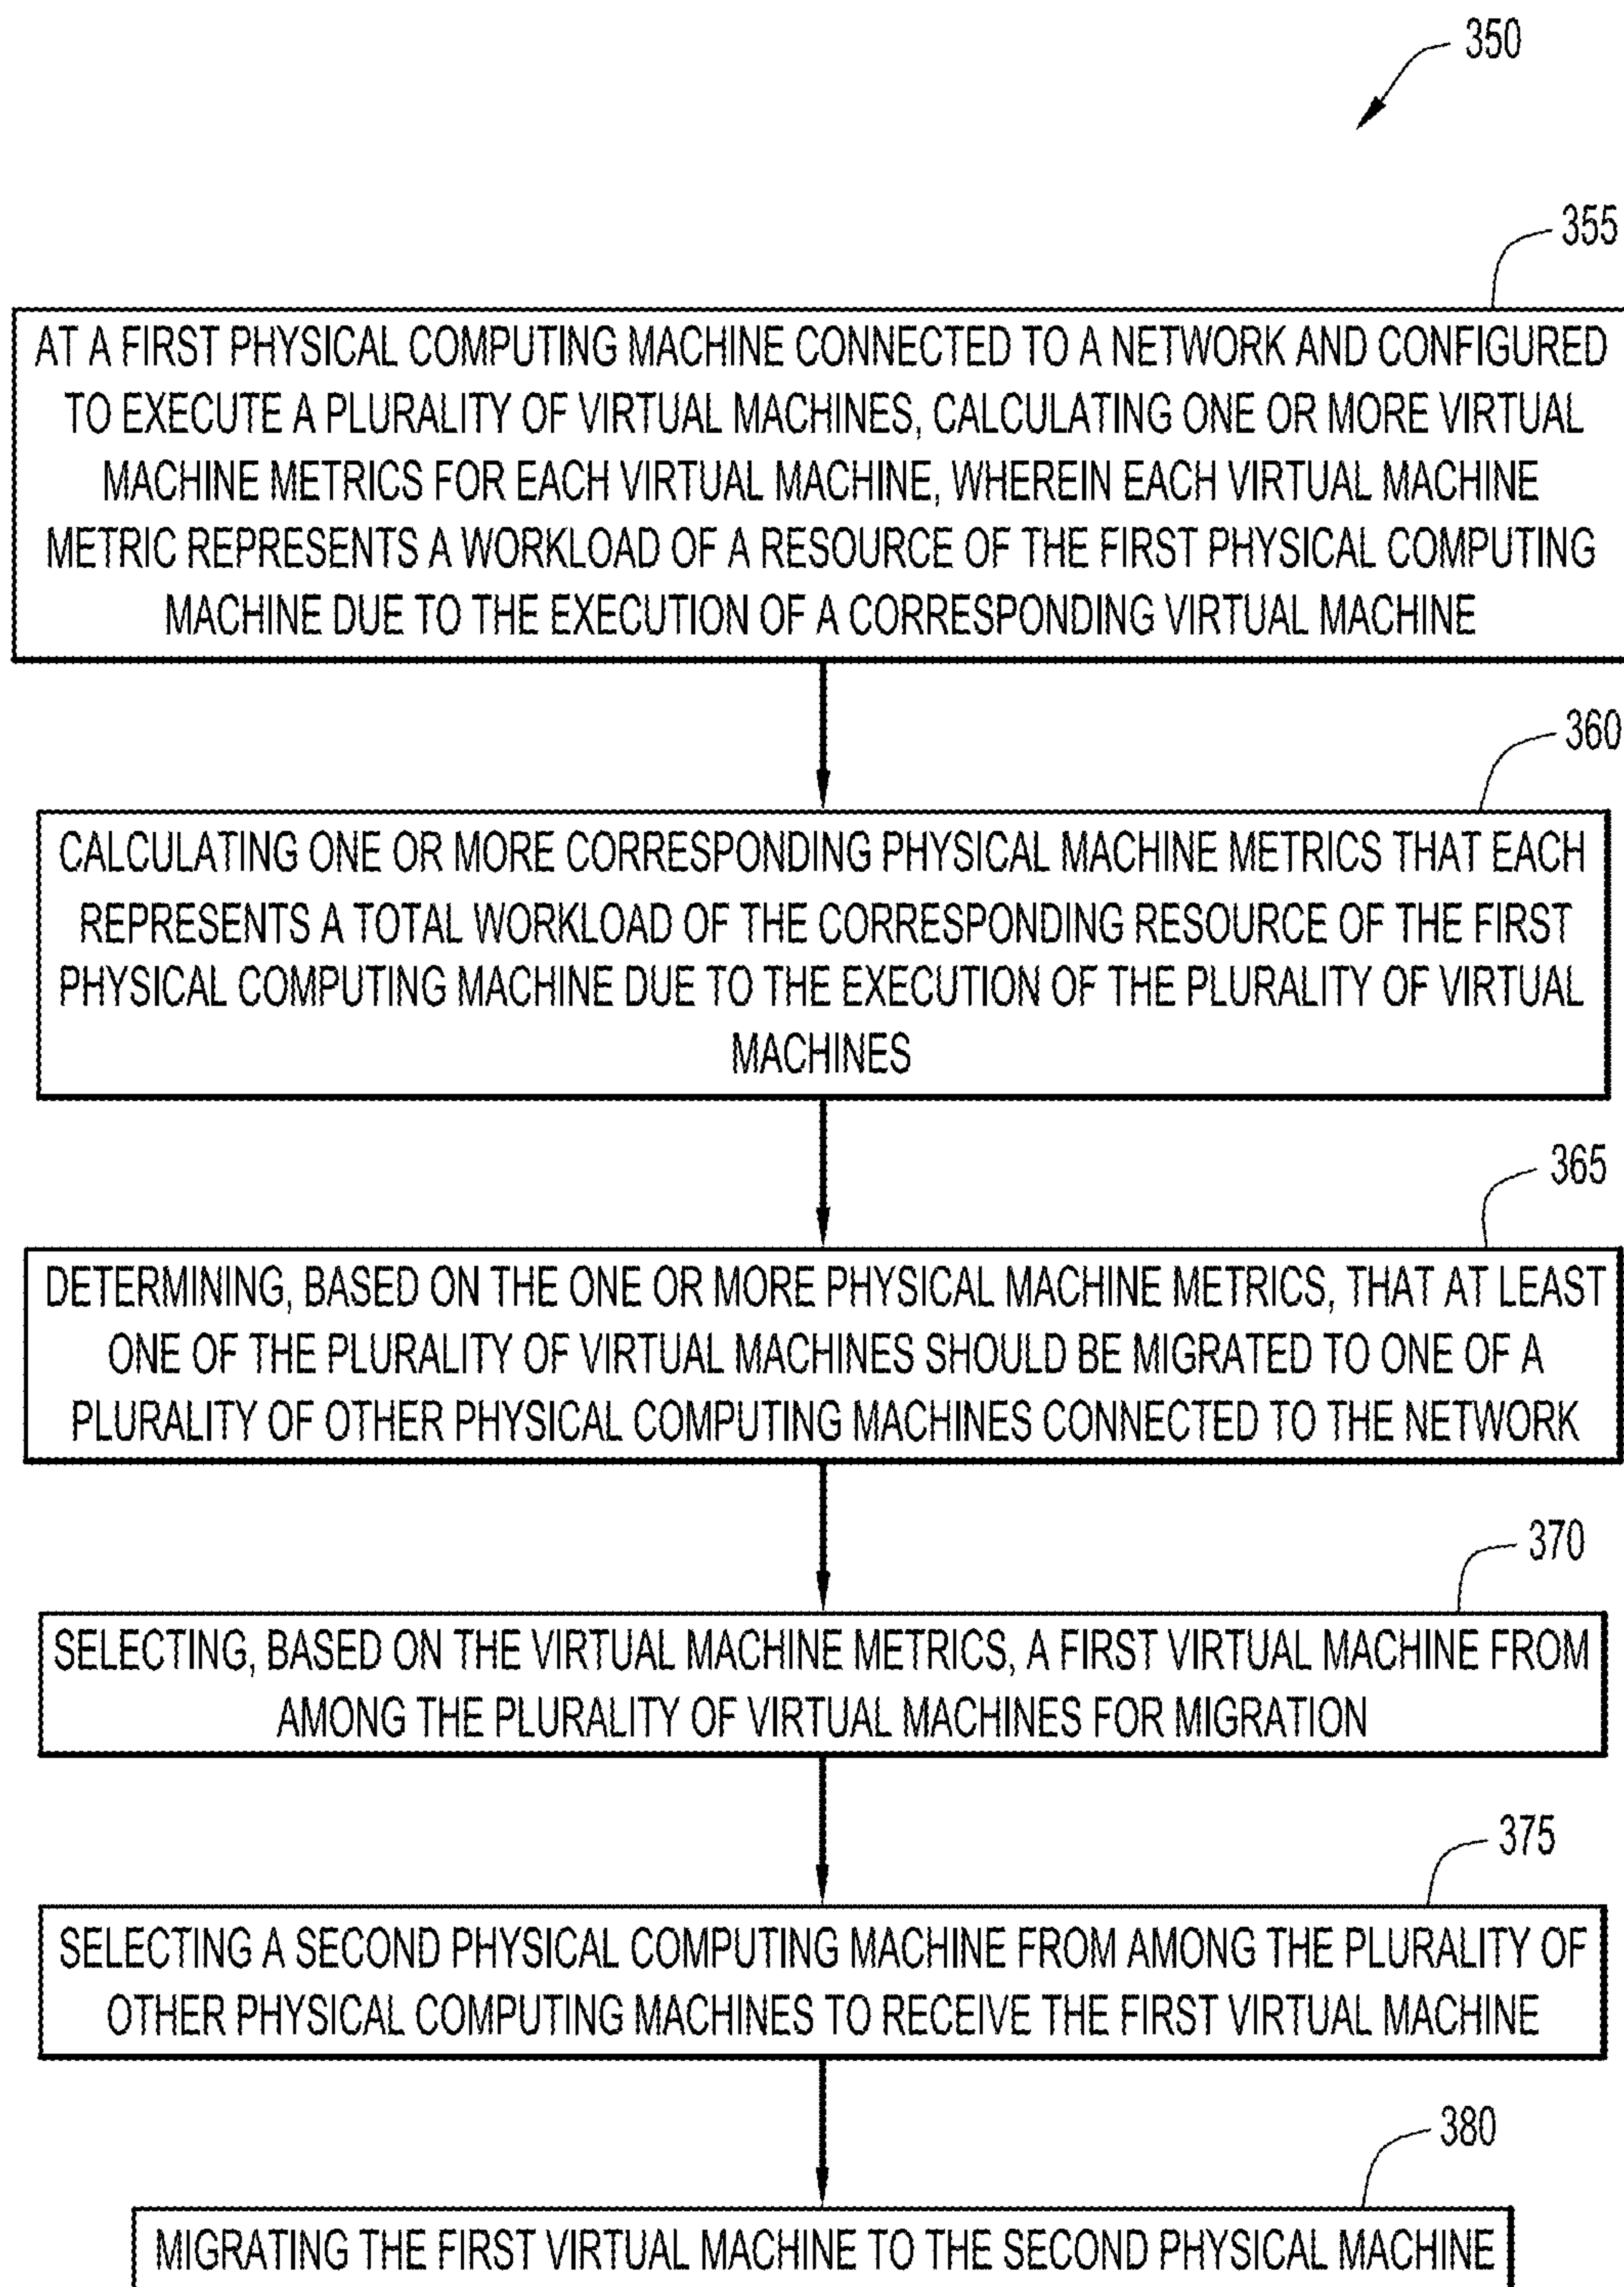 350
355
AT A FIRST PHYSICAL COMPUTING MACHINE CONNECTED TO A NETWORK AND CONFIGURED
TO EXECUTE A PLURALITY OF VIRTUAL MACHINES, CALCULATING ONE OR MORE VIRTUAL
MACHINE METRICS FOR EACH VIRTUAL MACHINE, WHEREIN EACH VIRTUAL MACHINE
METRIC REPRESENTS A WORKLOAD OF A RESOURCE OF THE FIRST PHYSICAL COMPUTING
MACHINE DUE TO THE EXECUTION OF A CORRESPONDING VIRTUAL MACHINE
360
CALCULATING ONE OR MORE CORRESPONDING PHYSICAL MACHINE METRICS THAT EACH
REPRESENTS A TOTAL WORKLOAD OF THE CORRESPONDING RESOURCE OF THE FIRST
PHYSICAL COMPUTING MACHINE DUE TO THE EXECUTION OF THE PLURALITY OF VIRTUAL
MACHINES
365
DETERMINING, BASED ON THE ONE OR MORE PHYSICAL MACHINE METRICS, THAT AT LEAST
ONE OF THE PLURALITY OF VIRTUAL MACHINES SHOULD BE MIGRATED TO ONE OF A
PLURALITY OF OTHER PHYSICAL COMPUTING MACHINES CONNECTED TO THE NETWORK
370
SELECTING, BASED ON THE VIRTUAL MACHINE METRICS, A FIRST VIRTUAL MACHINE FROM
AMONG THE PLURALITY OF VIRTUAL MACHINES FOR MIGRATION
375
SELECTING A SECOND PHYSICAL COMPUTING MACHINE FROM AMONG THE PLURALITY OF
OTHER PHYSICAL COMPUTING MACHINES TO RECEIVE THE FIRST VIRTUAL MACHINE
380
MIGRATING THE FIRST VIRTUAL MACHINE TO THE SECOND PHYSICAL MACHINE